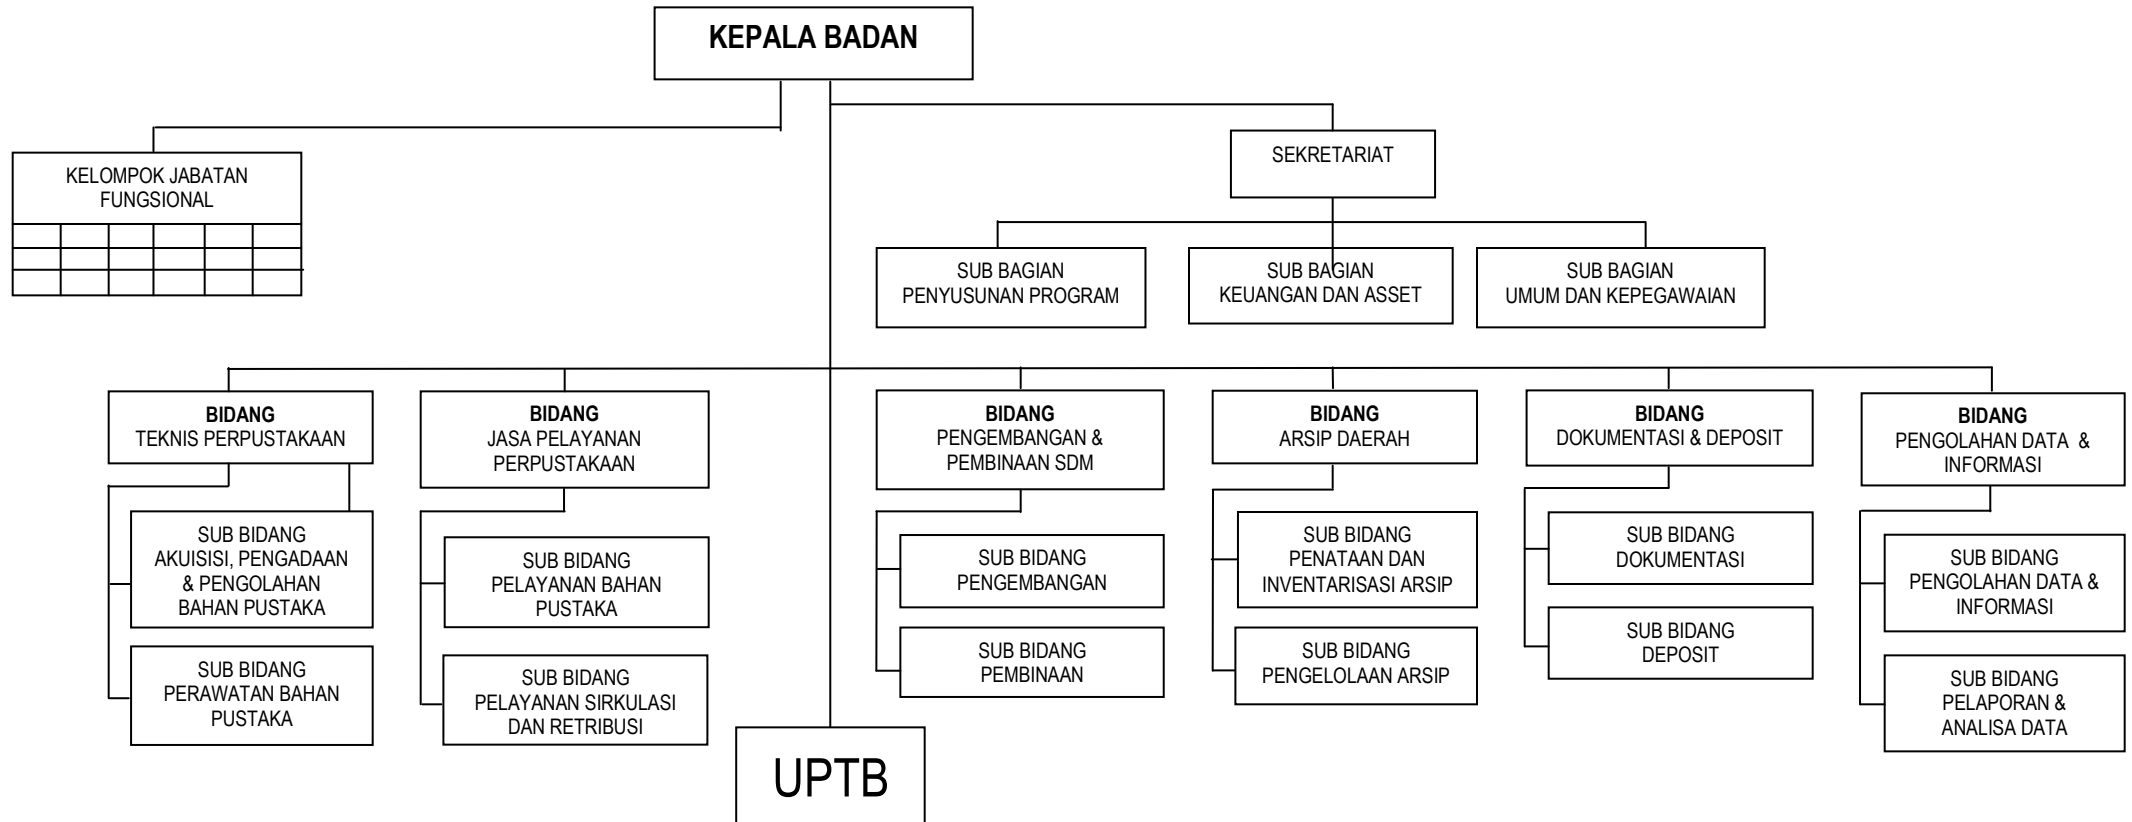 KEPALA BADAN
KELOMPOK JABATAN
FUNGSIONAL
SEKRETARIAT
SUB BAGIAN
PENYUSUNAN PROGRAM
SUB BAGIAN
KEUANGAN DAN ASSET
SUB BAGIAN
UMUM DAN KEPEGAWAIAN
BIDANG
TEKNIS PERPUSTAKAAN
SUB BIDANG
AKUISISI, PENGADAAN
& PENGOLAHAN
BAHAN PUSTAKA
SUB BIDANG
PERAWATAN BAHAN
PUSTAKA
BIDANG
JASA PELAYANAN
PERPUSTAKAAN
SUB BIDANG
PELAYANAN BAHAN
PUSTAKA
SUB BIDANG
PELAYANAN SIRKULASI
DAN RETRIBUSI
BIDANG
PENGEMBANGAN &
PEMBINAAN SDM
SUB BIDANG
PENGEMBANGAN
SUB BIDANG
PEMBINAAN
BIDANG
ARSIP DAERAH
SUB BIDANG
PENATAAN DAN
INVENTARISASI ARSIP
SUB BIDANG
PENGELOLAAN ARSIP
BIDANG
DOKUMENTASI & DEPOSIT
SUB BIDANG
DOKUMENTASI
SUB BIDANG
DEPOSIT
BIDANG
PENGOLAHAN DATA &
INFORMASI
SUB BIDANG
PENGOLAHAN DATA &
INFORMASI
SUB BIDANG
PELAPORAN &
ANALISA DATA
UPTB